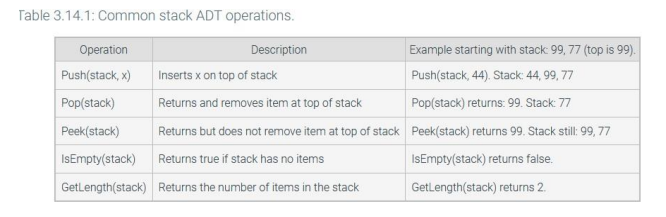 Table 3.14.1: Common stack ADT operations.
Operation Description Example starting with stack: 99, 77 (top is 99).
Push(stack, x) Inserts x on top of stack Push(stack, 44). Stack: 44, 99, 77
Pop(stack) Returns and removes item at top of stack Pop(stack) returns: 99. Stack: 77
Peek(stack) Returns but does not remove item at top of stack Peek(stack) returns 99. Stack still: 99, 77
IsEmpty(stack) Returns true if stack has no items IsEmpty(stack) returns false.
GetLength(stack) Returns the number of items in the stack GetLength(stack) returns 2.